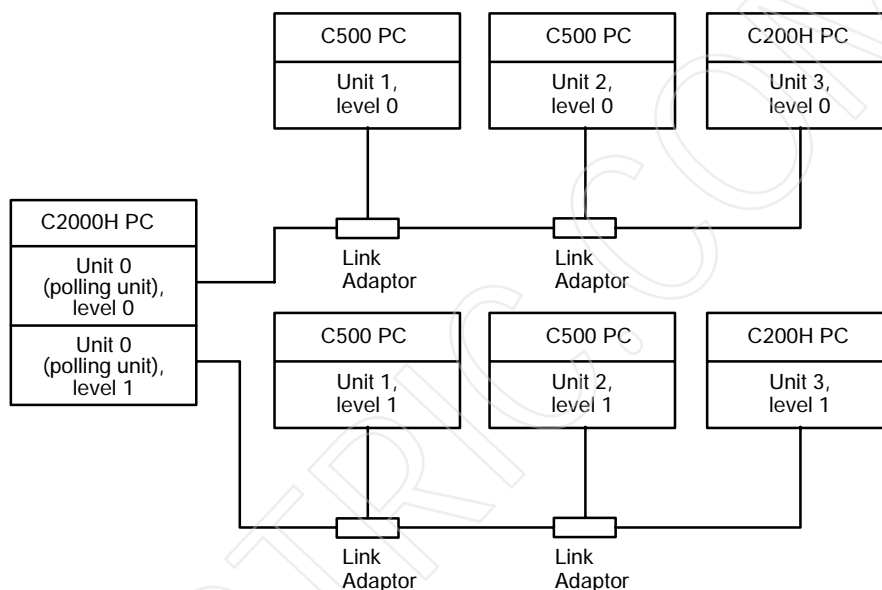 C500 PC
Unit 1,
level 0
C500 PC
Unit 2,
level 0
C200H PC
Unit 3,
level 0
C2000H PC
Unit 0
(polling unit),
level 0
Unit 0
(polling unit),
level 1
Link
Adaptor
Link
Adaptor
C500 PC
Unit 1,
level 1
C500 PC
Unit 2,
level 1
C200H PC
Unit 3,
level 1
Link
Adaptor
Link
Adaptor
CTRIC.COM